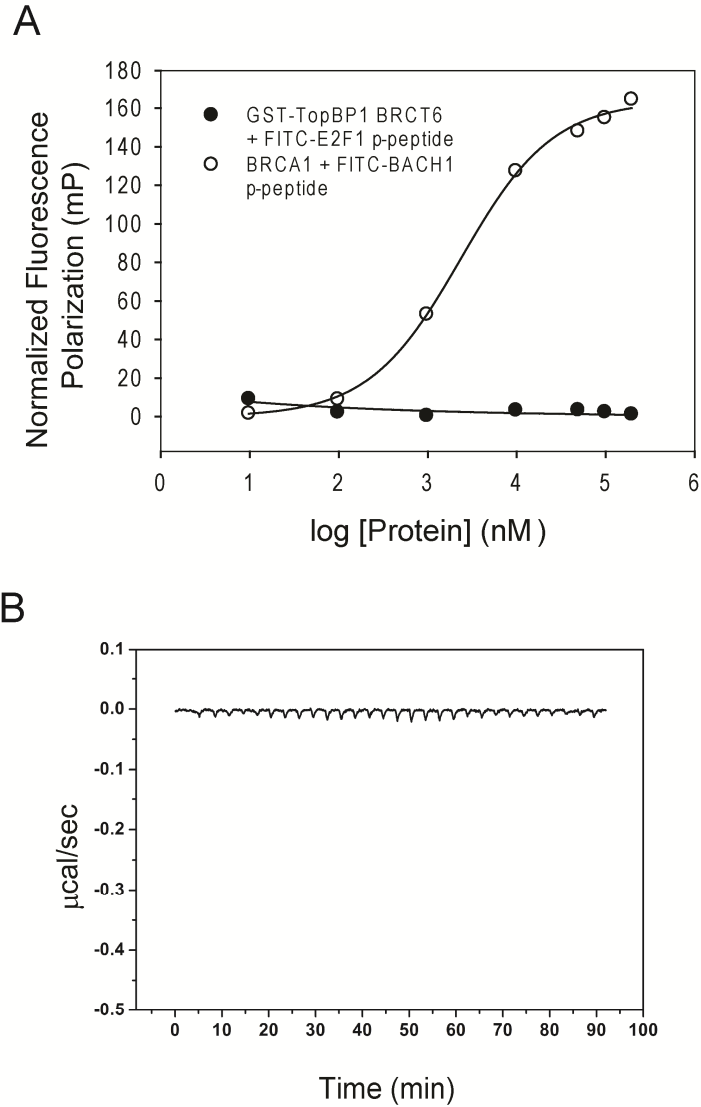 A
180
160
140
120
100
80
60
40
20
0
Normalized Fluorescence
Polarization (mP)
GST-TopBP1 BRCT6
+ FITC-E2F1 p-peptide
BRCA1 + FITC-BACH1
p-peptide
0 1 2 3 4 5 6
log [Protein] (nM)
B
0.1
0.0
-0.1
-0.2
-0.3
-0.4
-0.5
μcal/sec
0 10 20 30 40 50 60 70 80 90 100
Time (min)